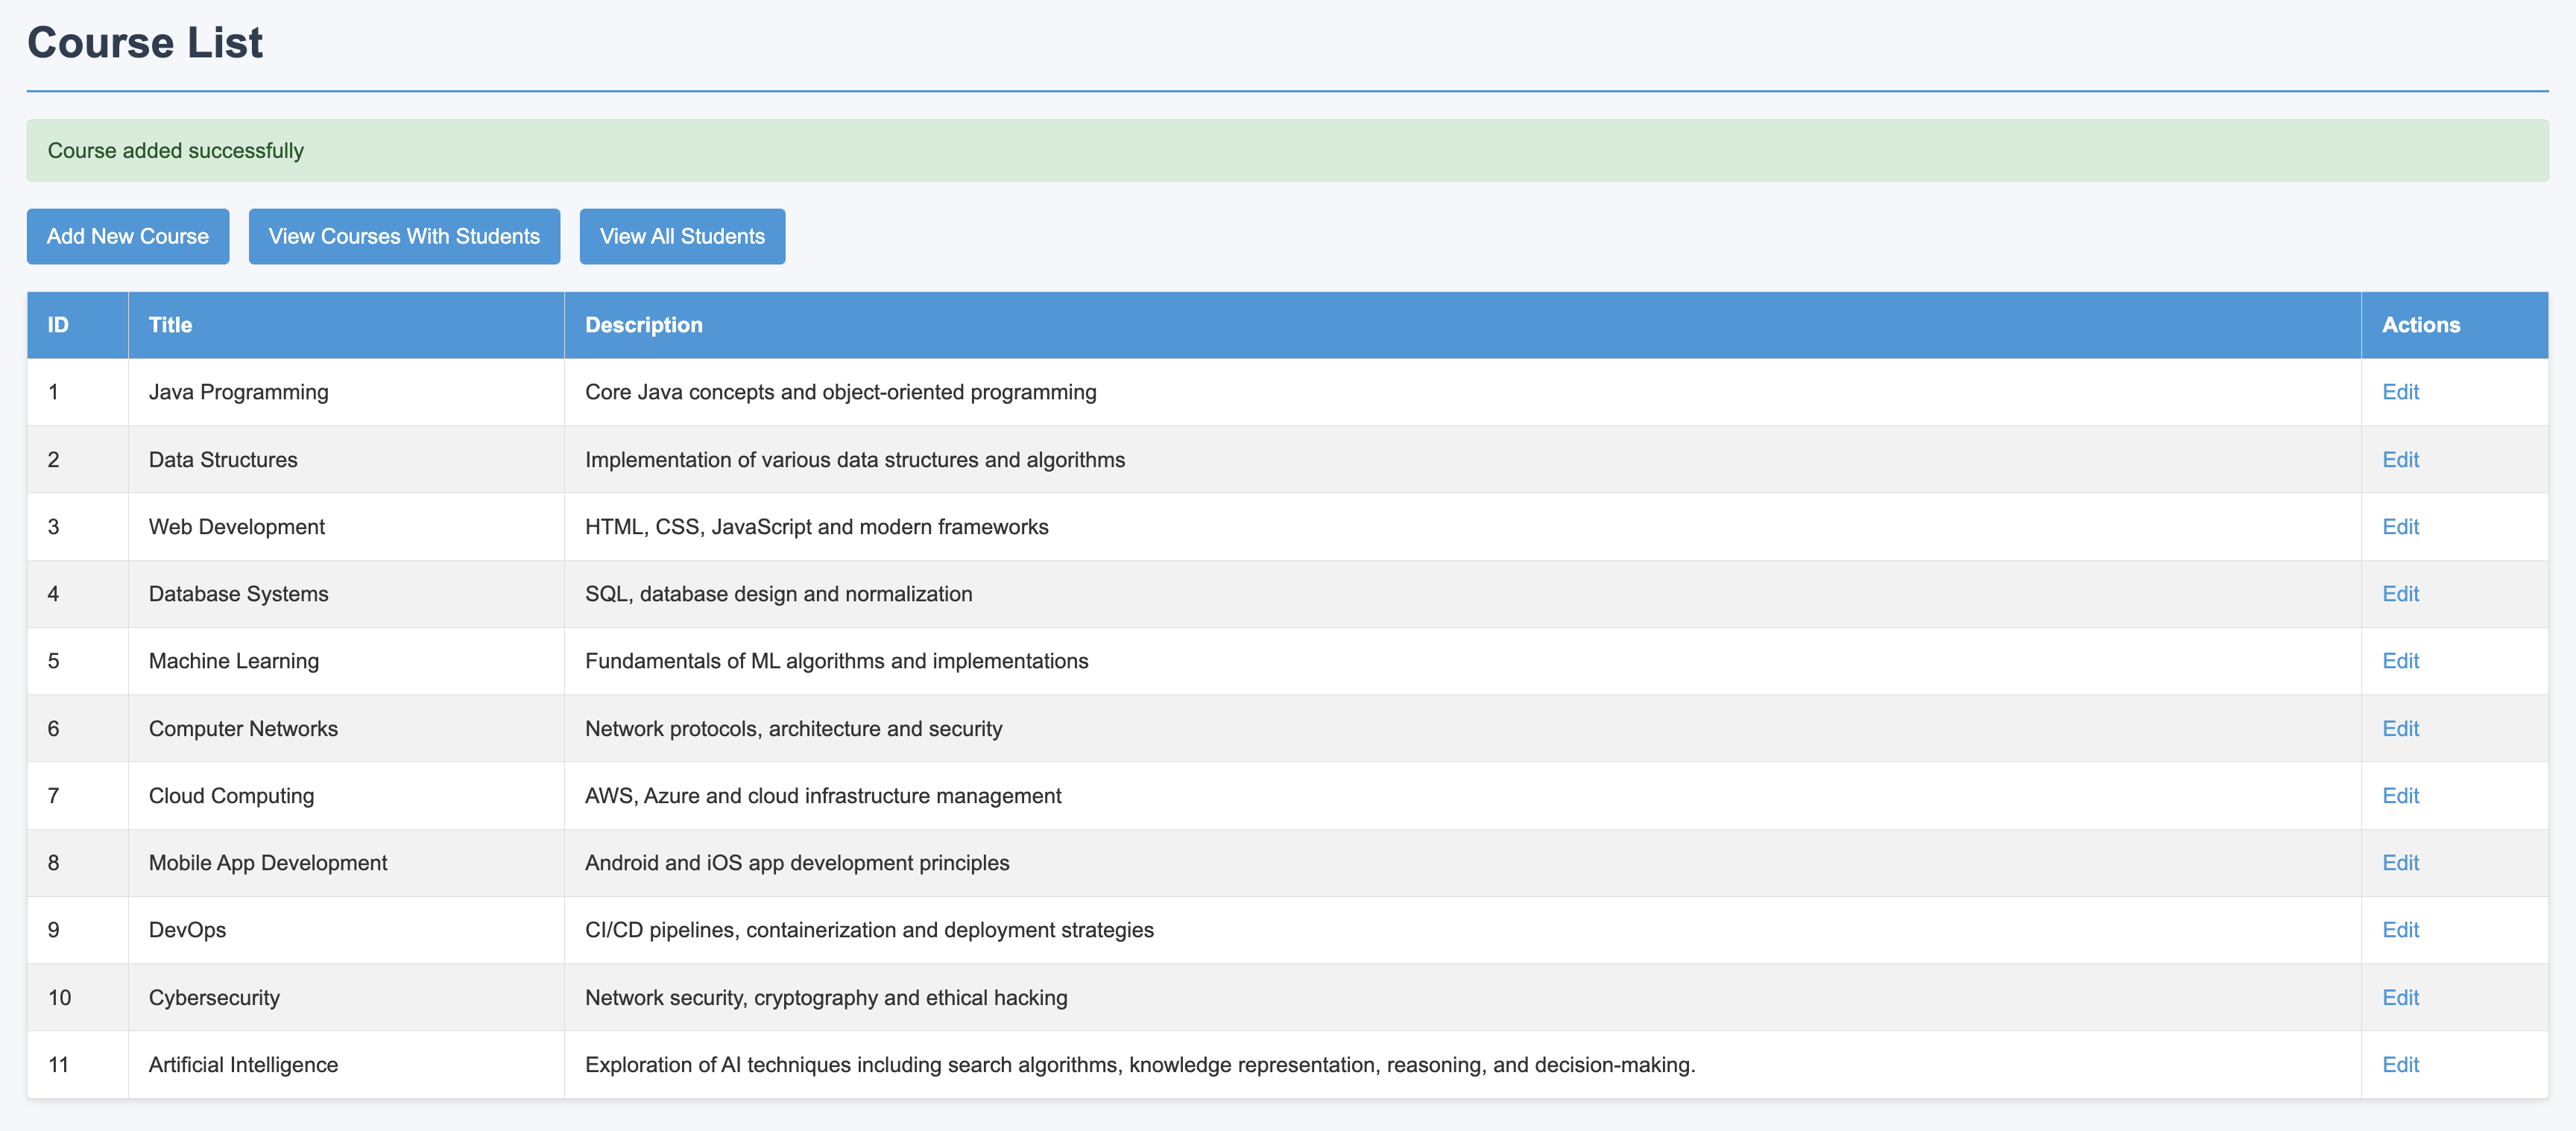 Course List
Course added successfully
Add New Course View Courses With Students View All Students
ID Title Description Actions
1 Java Programming Core Java concepts and object-oriented programming Edit
2 Data Structures Implementation of various data structures and algorithms Edit
3 Web Development HTML, CSS, JavaScript and modern frameworks Edit
4 Database Systems SQL, database design and normalization Edit
5 Machine Learning Fundamentals of ML algorithms and implementations Edit
6 Computer Networks Network protocols, architecture and security Edit
7 Cloud Computing AWS, Azure and cloud infrastructure management Edit
8 Mobile App Development Android and iOS app development principles Edit
9 DevOps CI/CD pipelines, containerization and deployment strategies Edit
10 Cybersecurity Network security, cryptography and ethical hacking Edit
11 Artificial Intelligence Exploration of AI techniques including search algorithms, knowledge representation, reasoning, and decision-making. Edit